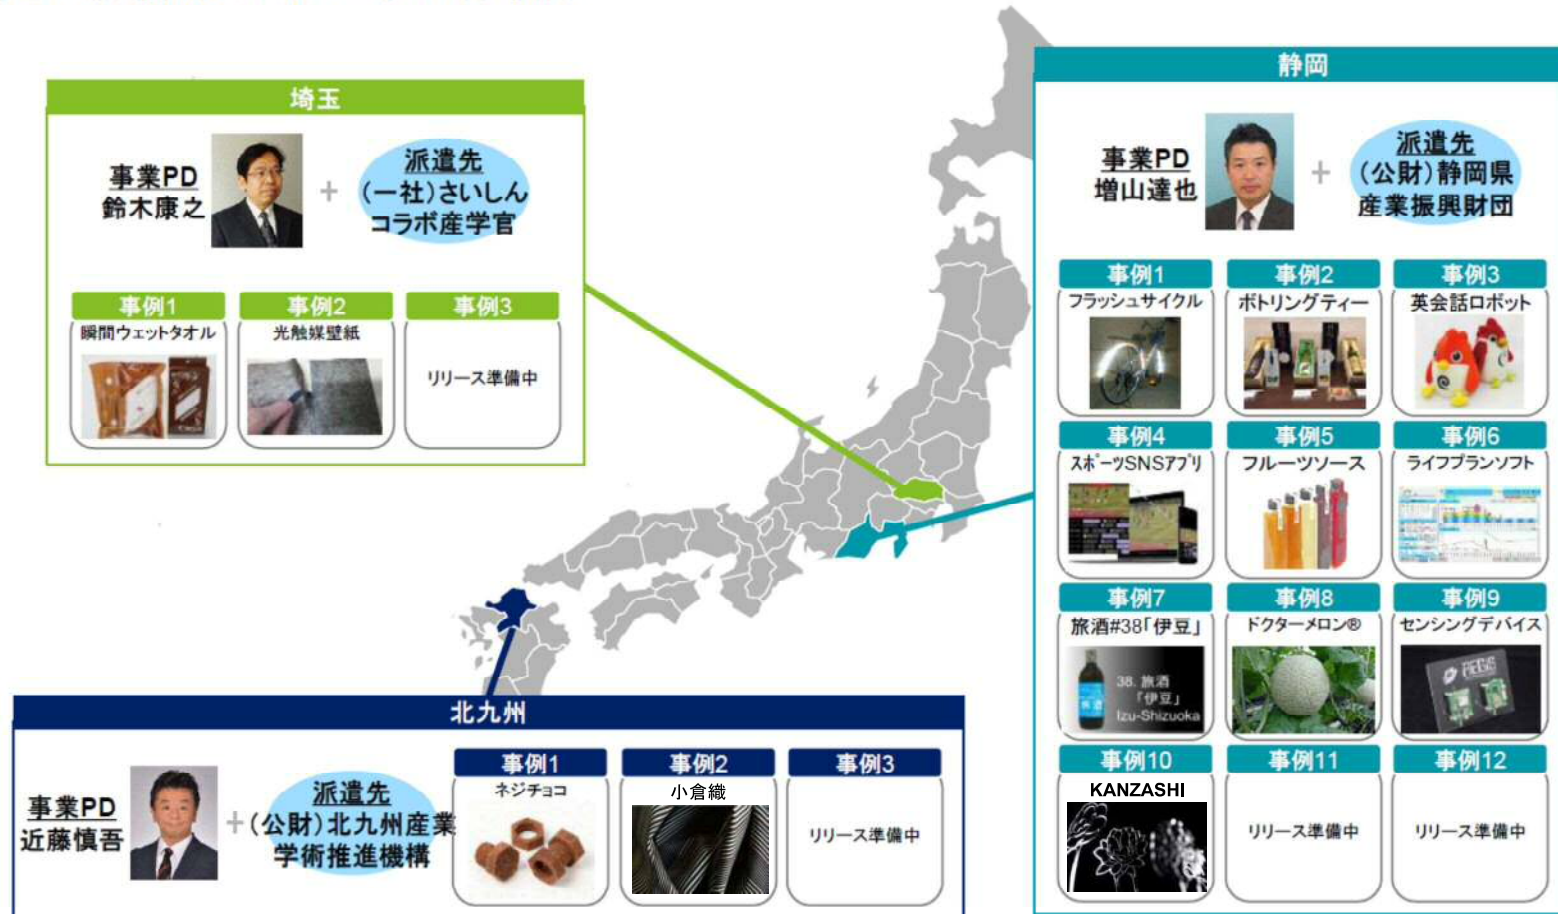 埼玉
事業PD
鈴木康之
+
派遣先
(一社)さいしん
コラボ産学官
事例1
瞬間ウェットタオル
事例2
光触媒壁紙
事例3
リリース準備中
静岡
事業PD
増山達也
+
派遣先
(公財)静岡県
産業振興財団
事例1
フラッシュサイクル
事例2
ボトリングティー
事例3
英会話ロボット
事例4
スポーツSNSアプリ
事例5
フルーツソース
事例6
ライフプランソフト
事例7
旅酒#38「伊豆」
38. 旅酒
「伊豆」
Izu-Shizuoka
事例8
ドクターメロン®
事例9
センシングデバイス
事例10
KANZASHI
事例11
リリース準備中
事例12
リリース準備中
北九州
事業PD
近藤慎吾
+
派遣先
(公財)北九州産業
学術推進機構
事例1
ネジチョコ
事例2
小倉織
事例3
リリース準備中